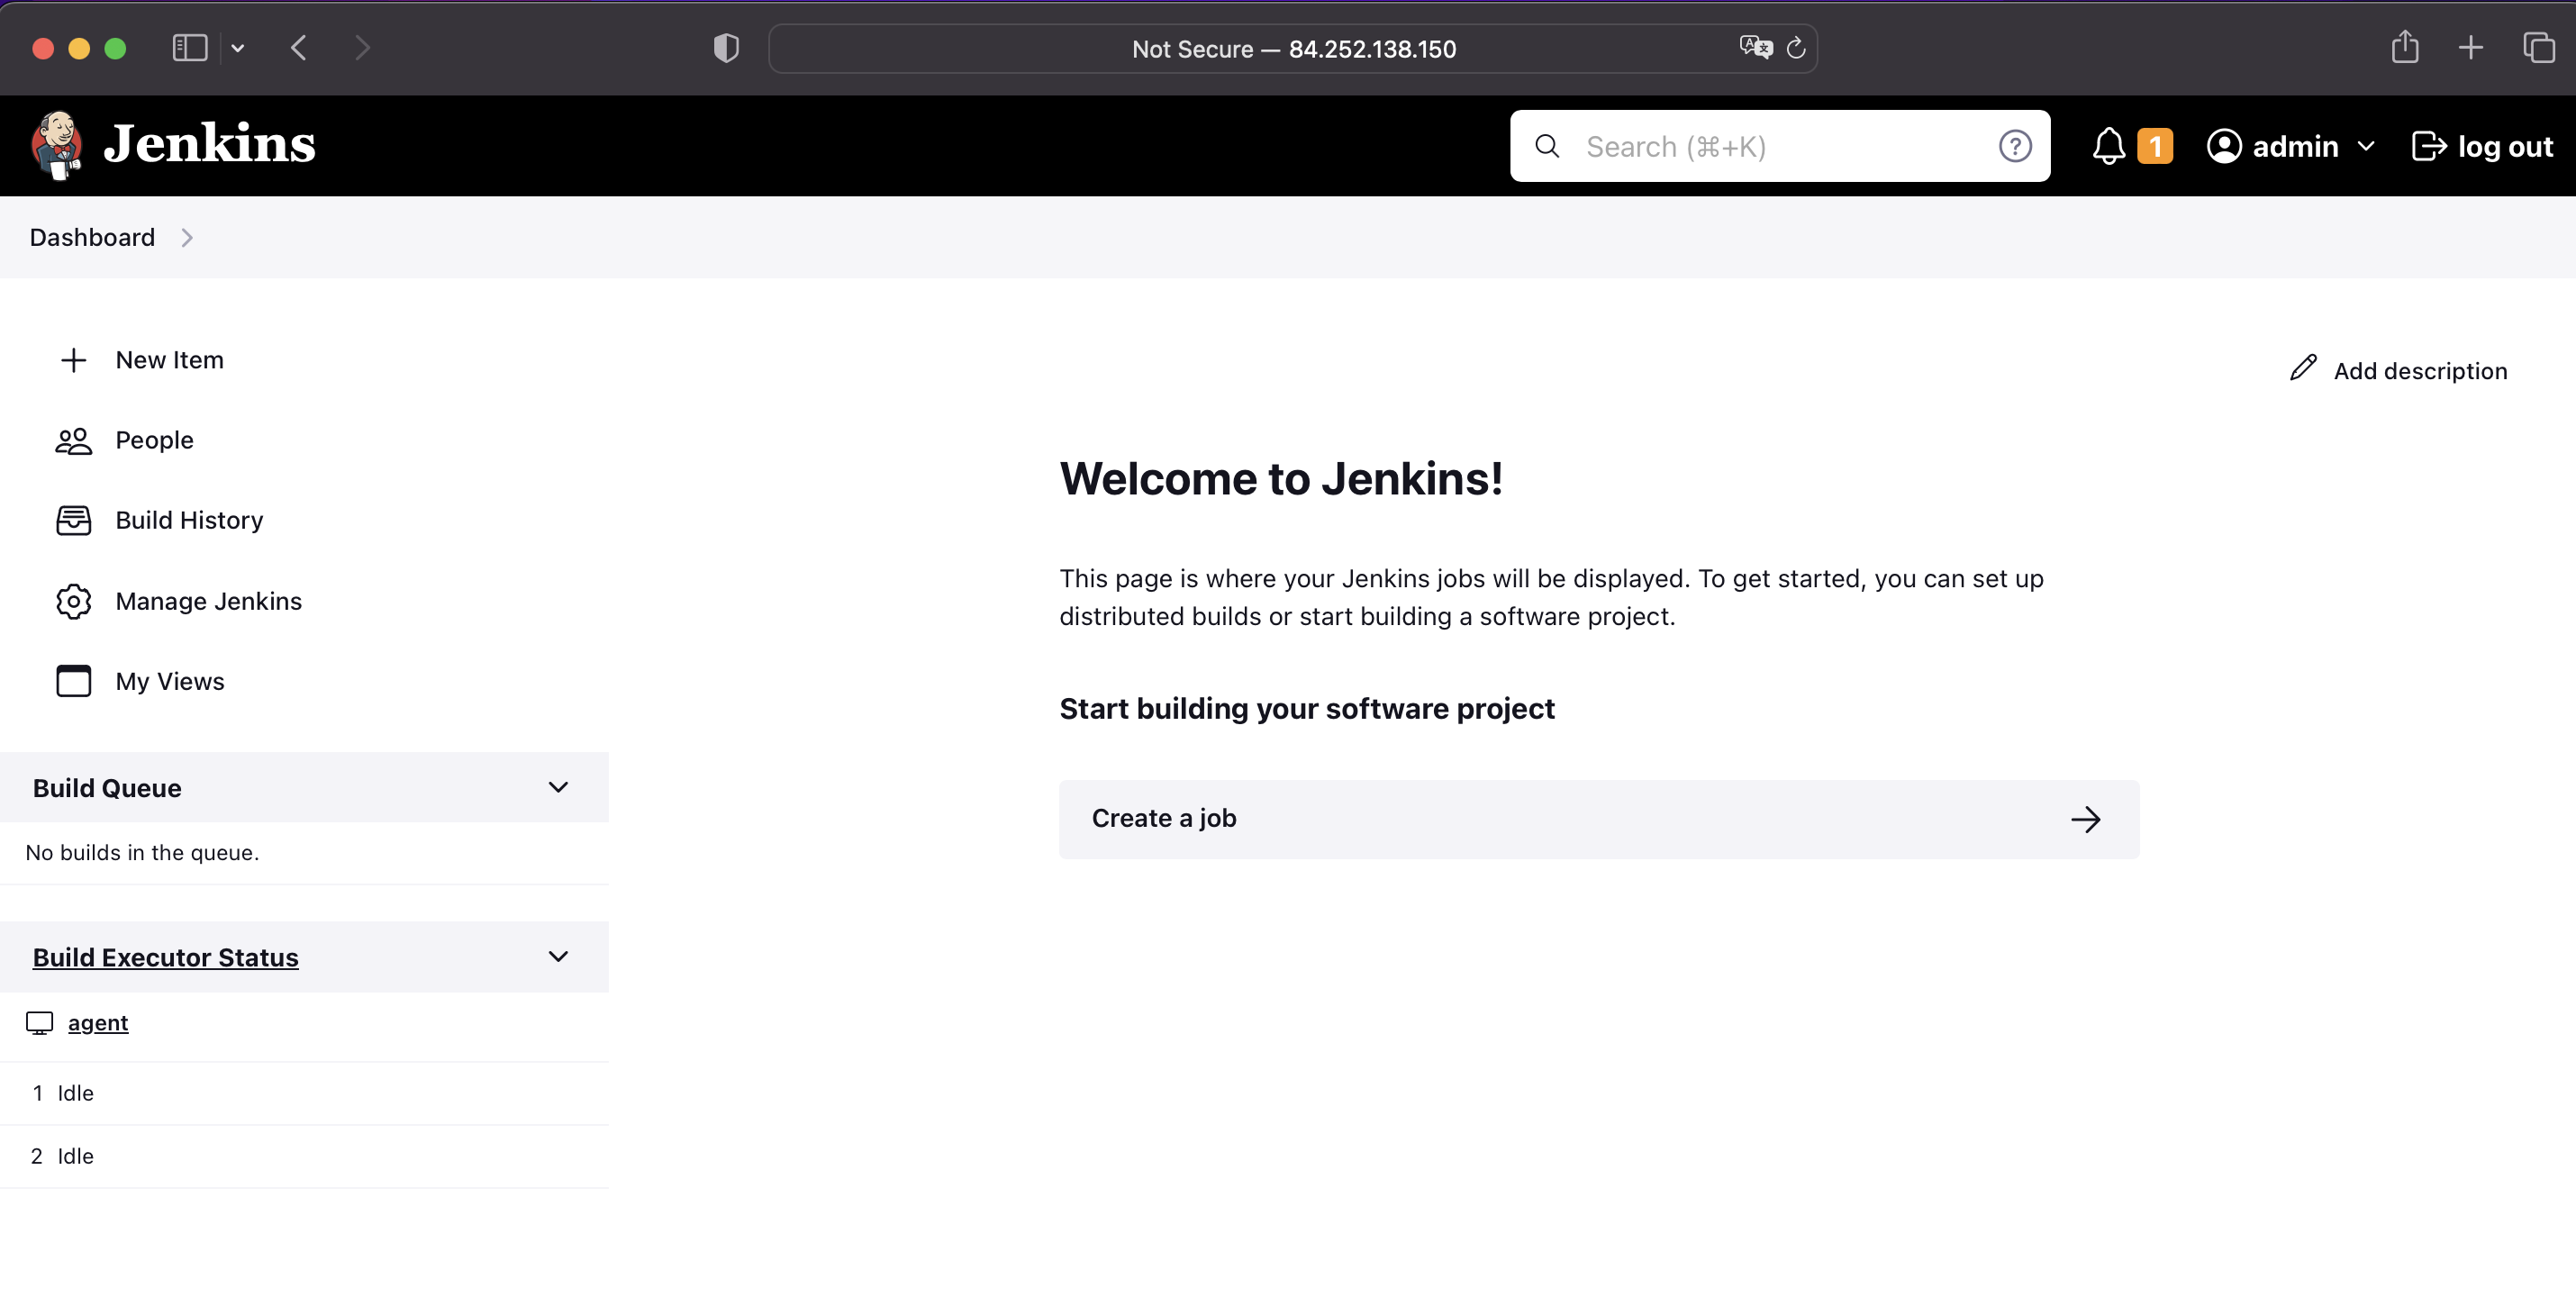 Not Secure — 84.252.138.150
Jenkins
Search (⌘+K)
1
admin
log out
Dashboard
New Item
People
Build History
Manage Jenkins
My Views
Build Queue
No builds in the queue.
Build Executor Status
agent
1 Idle
2 Idle
Add description
Welcome to Jenkins!
This page is where your Jenkins jobs will be displayed. To get started, you can set up
distributed builds or start building a software project.
Start building your software project
Create a job